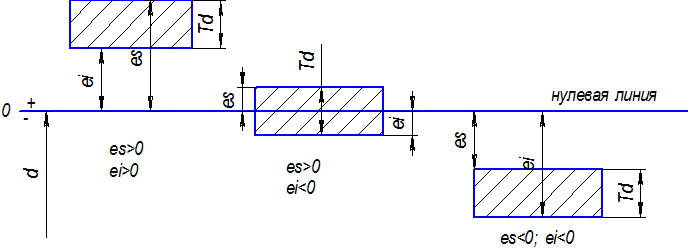 Td
es
ei
Td
es
ei
нулевая линия
0
+
-
es
ei
d
es>0
ei>0
es>0
ei<0
Td
es<0; ei<0